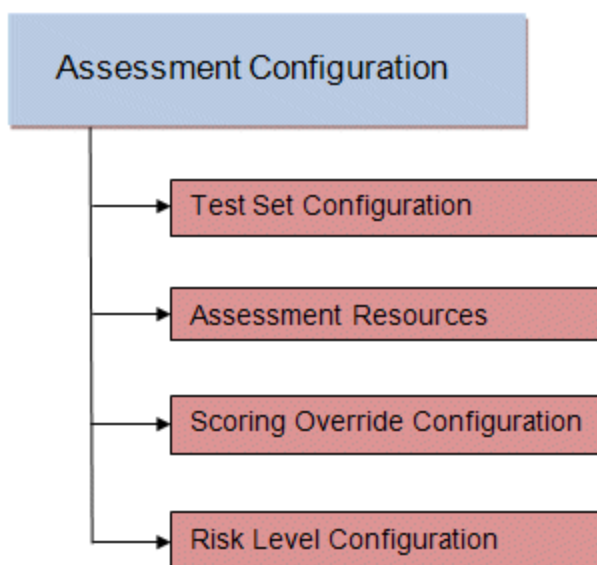 Assessment Configuration
Test Set Configuration
Assessment Resources
Scoring Override Configuration
Risk Level Configuration